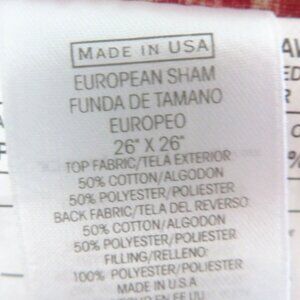 MADE IN USA
EUROPEAN SHAM
FUNDA DE TAMANO
EUROPEO
26" X 26"
TOP FABRIC/TELA EXTERIOR
50% COTTON/ALGODON
50% POLYESTER/POLIESTER
BACK FABRIC/TELA DEL REVERSO
50% COTTON/ALGODON
50% POLYESTER/POLIESTER
FILLING/RELLENO:
100% POLYESTER/POLIESTER
MADE IN USA